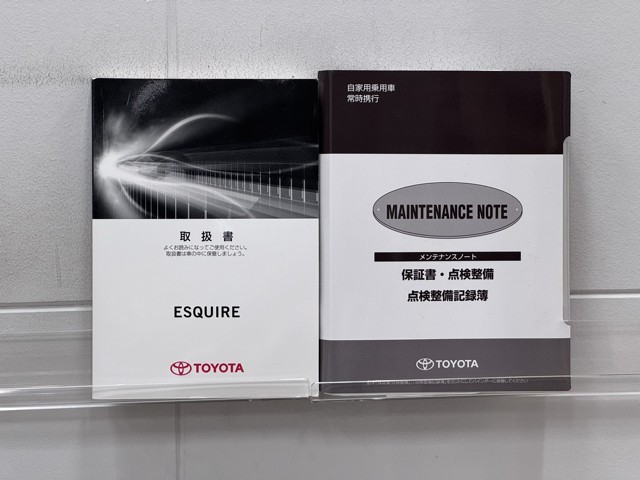 取扱書
よくお読みになってご使用ください。
取扱書は車の中に保管しましょう。
ESQUIRE
TOYOTA
自家用乗用車
常時携行
MAINTENANCE NOTE
メンテナンスノート
保証書・点検整備
点検整備記録簿
TOYOTA